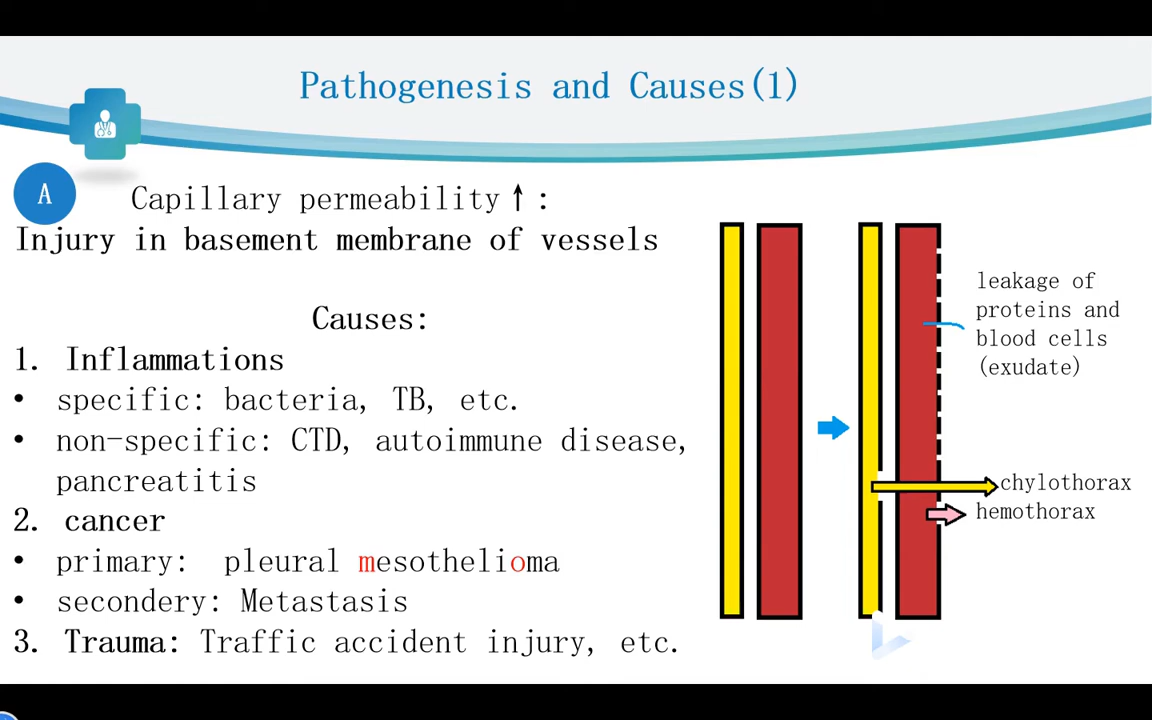 Pathogenesis and Causes(1)
A
Capillary permeability↑:
Injury in basement membrane of vessels
Causes:
1. Inflammations
• specific: bacteria, TB, etc.
• non-specific: CTD, autoimmune disease,
pancreatitis
2. cancer
• primary: pleural mesothelioma
• secondery: Metastasis
3. Trauma: Traffic accident injury, etc.
leakage of
proteins and
blood cells
(exudate)
chylothorax
hemothorax